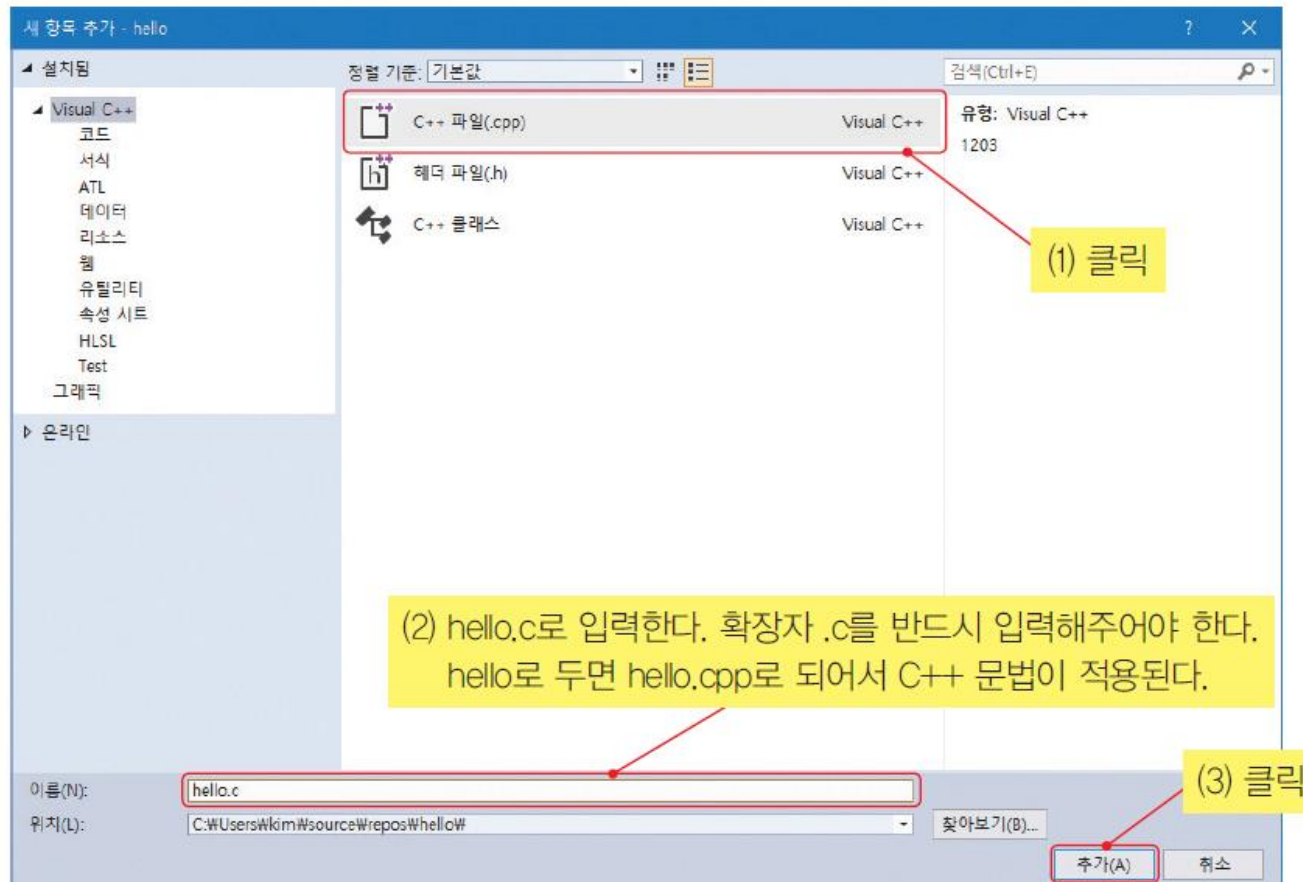 새 항목 추가 - hello
? ×
설치됨
정렬 기준: 기본값
검색(Ctrl+E)
Visual C++
코드
서식
ATL
데이터
리소스
웹
유틸리티
속성 시트
HLSL
Test
그래픽
온라인
C++ 파일(.cpp) Visual C++
헤더 파일(.h) Visual C++
C++ 클래스 Visual C++
유형: Visual C++
1203
(1) 클릭
(2) hello.c로 입력한다. 확장자 .c를 반드시 입력해주어야 한다.
hello로 두면 hello.cpp로 되어서 C++ 문법이 적용된다.
이름(N): hello.c
(3) 클릭
위치(L): C:₩Users₩kim₩source₩repos₩hello₩
찾아보기(B)...
추가(A) 취소